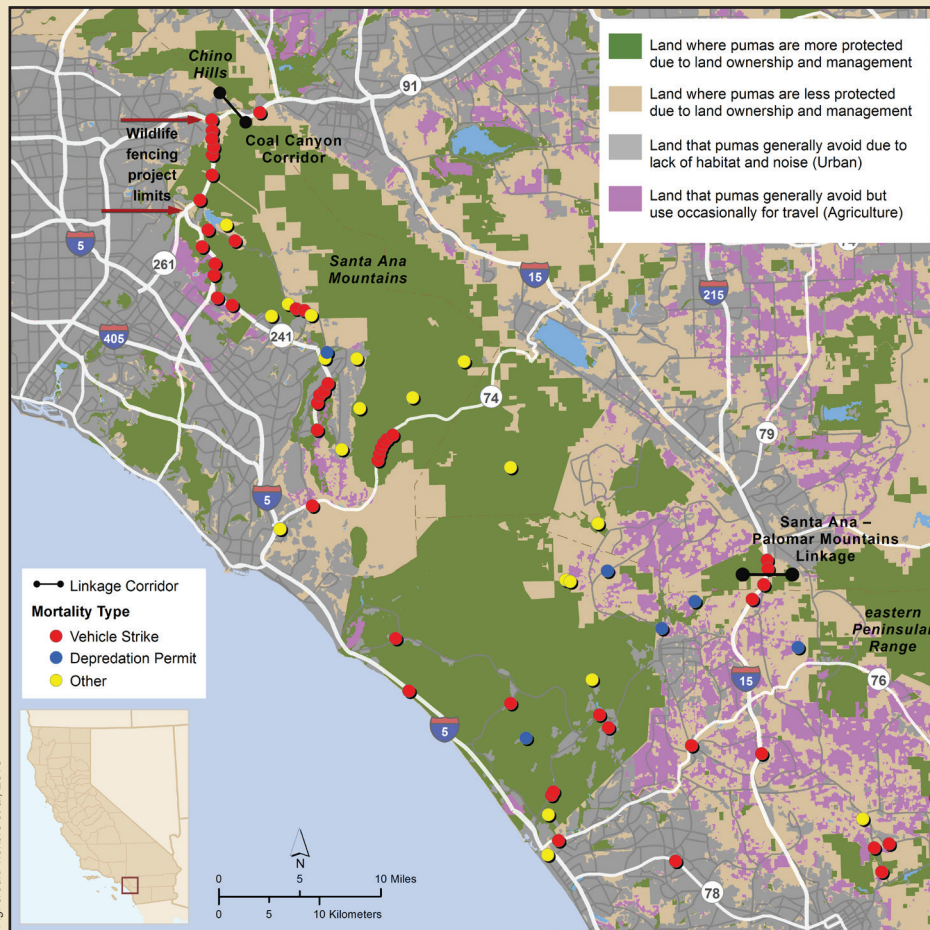 Chino
Hills
91
Land where pumas are more protected
due to land ownership and management
Land where pumas are less protected
due to land ownership and management
Land that pumas generally avoid due to
lack of habitat and noise (Urban)
Land that pumas generally avoid but
use occasionally for travel (Agriculture)
Wildlife
fencing
project
limits
Coal Canyon
Corridor
5
261
Santa Ana
Mountains
15
215
405
241
74
79
5
Santa Ana –
Palomar Mountains
Linkage
Linkage Corridor
Mortality Type
Vehicle Strike
Depredation Permit
Other
eastern
Peninsular
Range
15
76
5
N
0 5 10 Miles
0 5 10 Kilometers
78